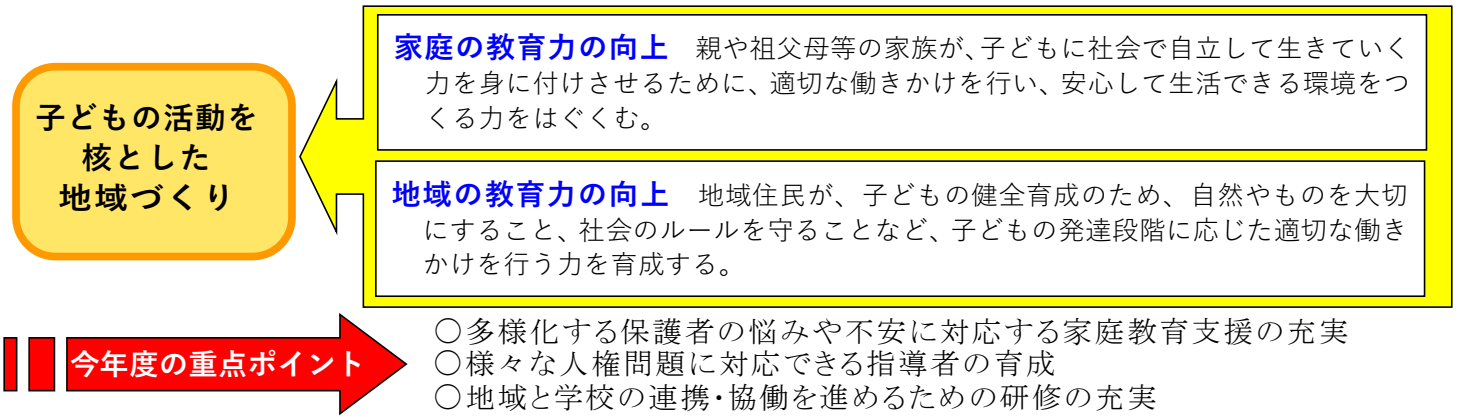 子どもの活動を
核とした
地域づくり
家庭の教育力の向上　親や祖父母等の家族が、子どもに社会で自立して生きていく
力を身に付けさせるために、適切な働きかけを行い、安心して生活できる環境をつ
くる力をはぐくむ。
地域の教育力の向上　地域住民が、子どもの健全育成のため、自然やものを大切
にすること、社会のルールを守ることなど、子どもの発達段階に応じた適切な働き
かけを行う力を育成する。
今年度の重点ポイント
○多様化する保護者の悩みや不安に対応する家庭教育支援の充実
○様々な人権問題に対応できる指導者の育成
○地域と学校の連携・協働を進めるための研修の充実